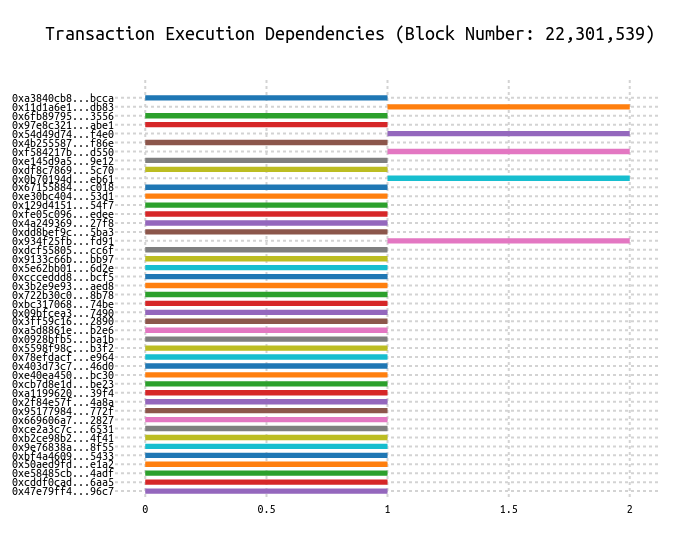 Transaction Execution Dependencies (Block Number: 22,301,539)
0xa3840cb8...bcca
0x11d1a6e1...db83
0x6fb89795...3556
0x97e8c321...abe1
0x54d49d74...f4e0
0x4b255587...f86e
0xf584217b...d550
0xe145d9a5...9e12
0xdf8c7869...5c70
0x0b70194d...eb61
0x67155884...c018
0xe30bc404...53d1
0x129d4151...54f7
0xfe05c096...edee
0x4a249369...27f8
0xdd8bef9c...5ba3
0x934f25fb...fd91
0xdcf55805...cc6f
0x9133c66b...bb97
0x5e62bb01...6d2e
0xccceddd8...bcf5
0x3b2e9e93...aed8
0x722b30c0...8b78
0xbc317068...74be
0x09bfcea3...7490
0x3ff59c16...2890
0xa5d8861e...b2e6
0x0928bfb5...ba1b
0x5598f98c...b3f2
0x78efdacf...e964
0x403d73c7...46d0
0xe40ea450...bc30
0xcb7d8e1d...be23
0xa1199620...39f4
0x2f84e57f...4a8a
0x95177984...772f
0x669606a7...2827
0xce2a3c7c...6531
0xb2ce98b2...4f41
0x9e76838a...8f55
0xbf4a4609...5433
0x50aed9fd...e1a2
0xe58485cb...4adf
0xcddf0cad...6aa5
0x47e79ff4...96c7
0 0.5 1 1.5 2